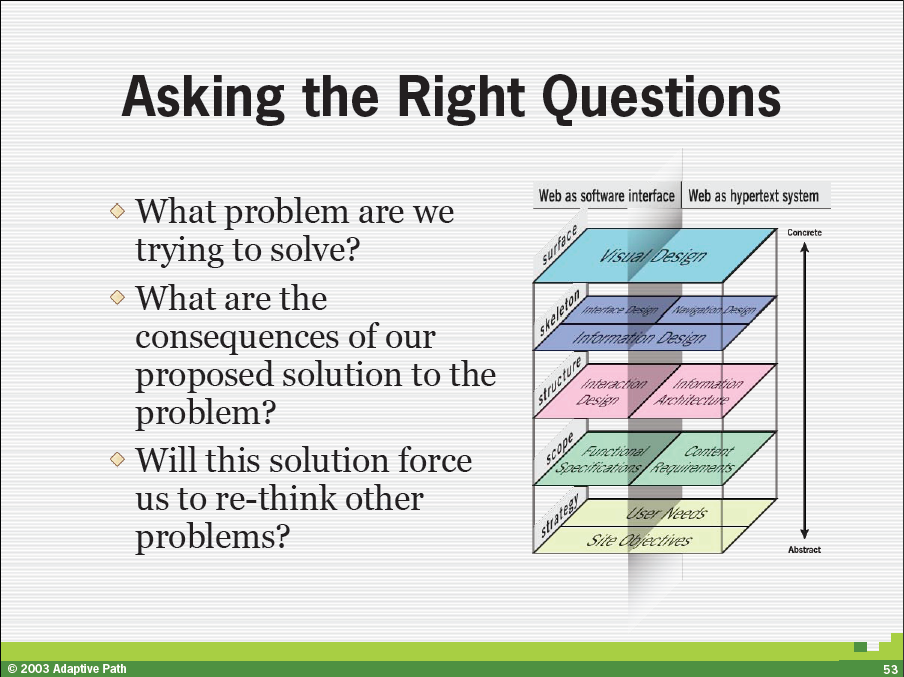 Asking the Right Questions
What problem are we
trying to solve?
What are the
consequences of our
proposed solution to the
problem?
Will this solution force
us to re-think other
problems?
Web as software interface
Web as hypertext system
Concrete
surface
Visual Design
skeleton
Interface Design
Navigation Design
Information Design
structure
Interaction
Design
Information
Architecture
scope
Functional
Specifications
Content
Requirements
strategy
User Needs
Site Objectives
Abstract
© 2003 Adaptive Path
53